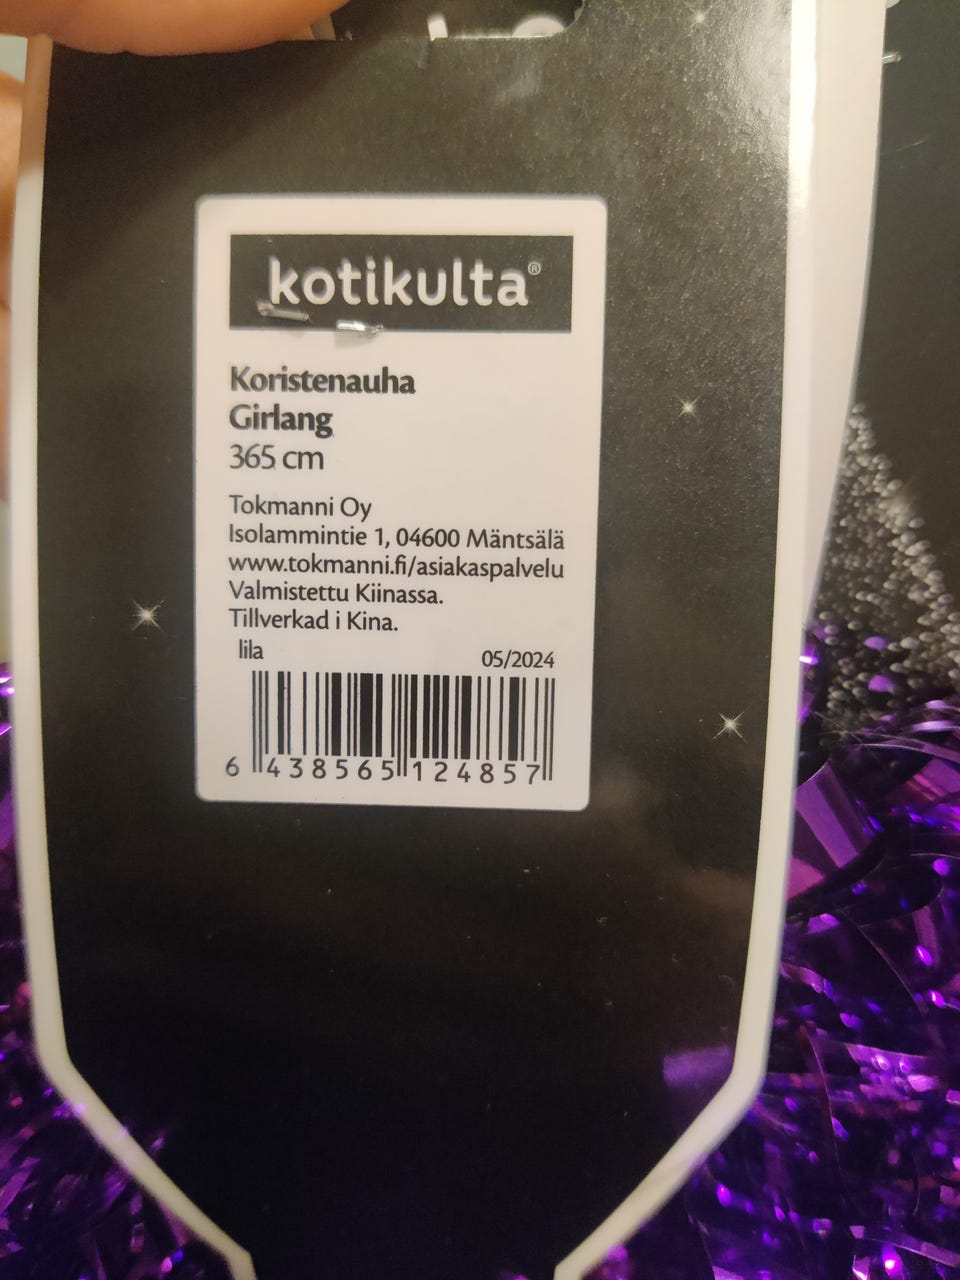 kotikulta®
Koristenauha
Girlang
365 cm
Tokmanni Oy
Isolammintie 1, 04600 Mäntsälä
www.tokmanni.fi/asiakaspalvelu
Valmistettu Kiinassa.
Tillverkad i Kina.
lila 05/2024
6 438565 124857